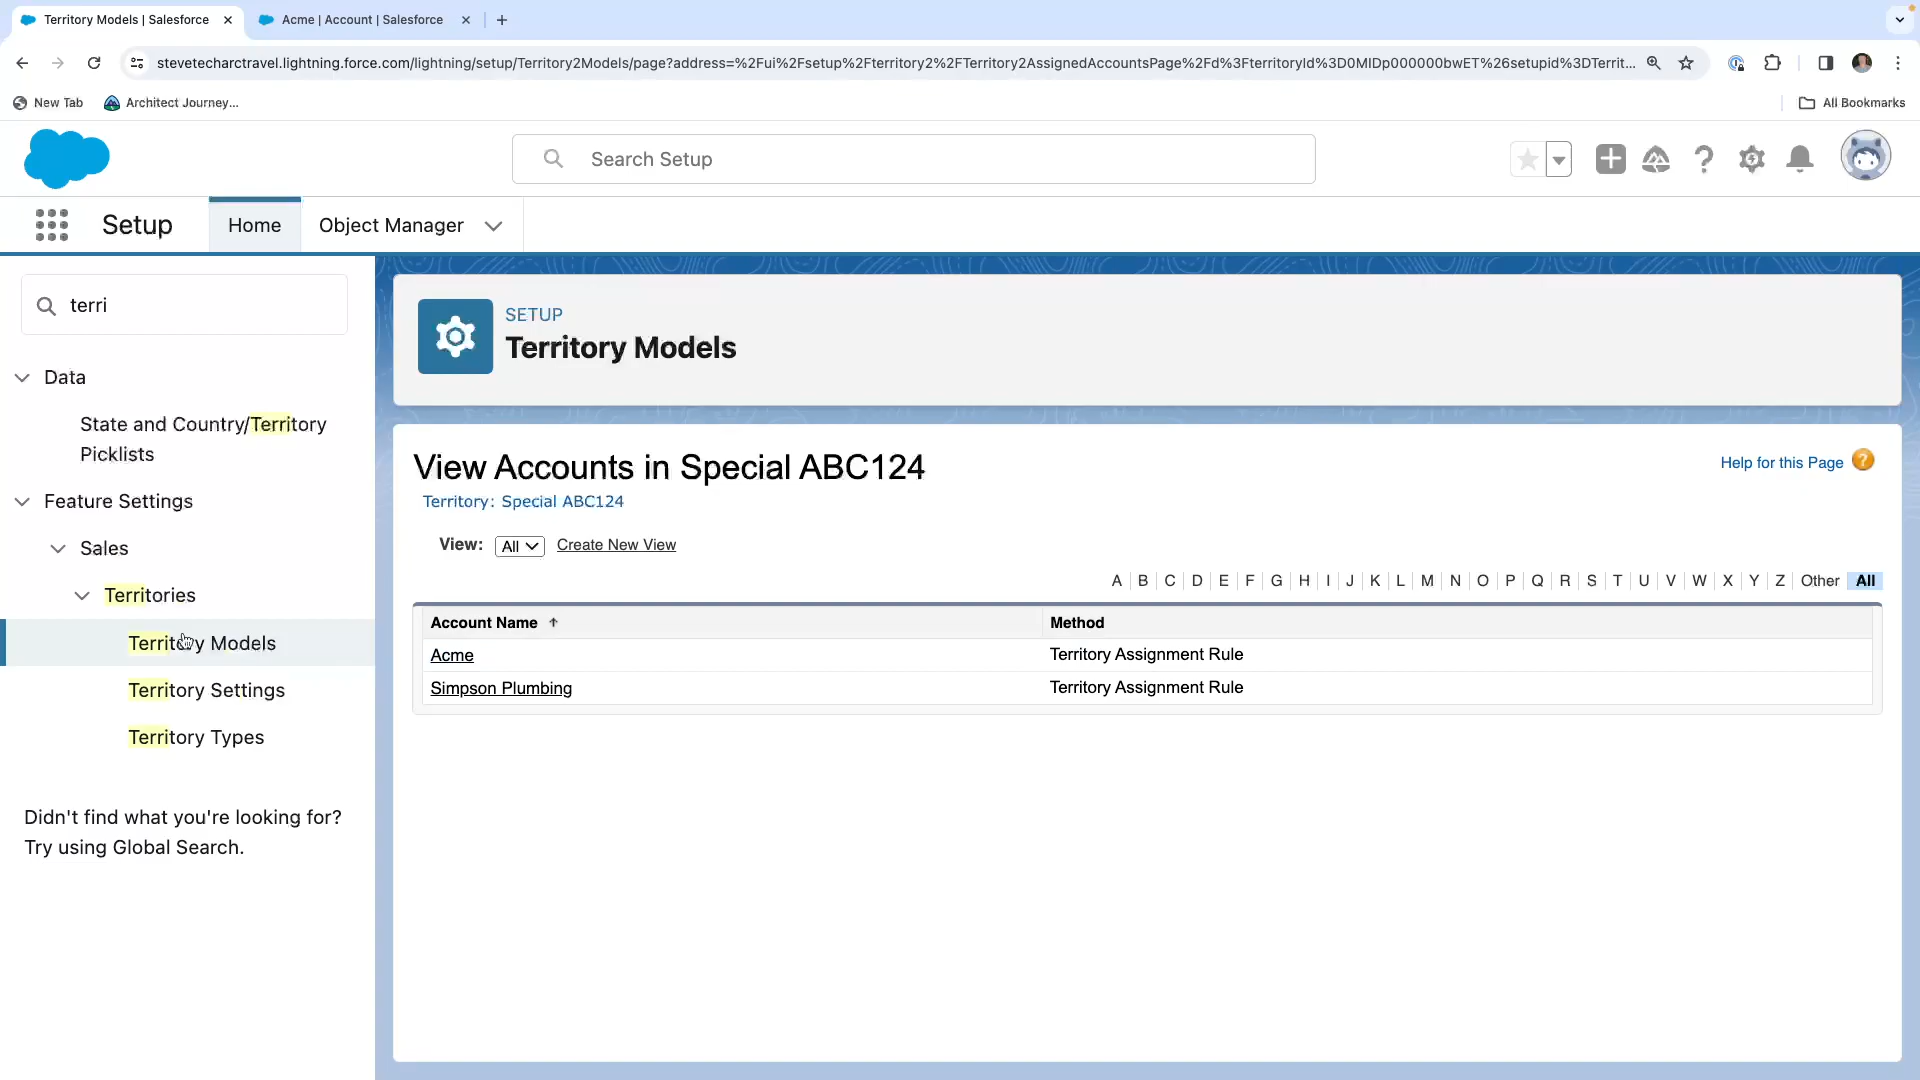 Territory Models | Salesforce
Acme | Account | Salesforce
stevetecharctravel.lightning.force.com/lightning/setup/Territory2Models/page?address=%2Fui%2Fsetup%2Fterritory2%2FTerritory2AssignedAccountsPage%2Fd%3FterritoryId%3D0MIDp000000bwET%26setupid%3DTerrit...
New Tab
Architect Journey...
All Bookmarks
Search Setup
Setup
Home
Object Manager
terri
Data
State and Country/Territory
Picklists
Feature Settings
Sales
Territories
Territory Models
Territory Settings
Territory Types
Didn't find what you're looking for?
Try using Global Search.
SETUP
Territory Models
View Accounts in Special ABC124
Help for this Page ?
Territory: Special ABC124
View: All Create New View
A B C D E F G H I J K L M N O P Q R S T U V W X Y Z Other All
Account Name Method
Acme Territory Assignment Rule
Simpson Plumbing Territory Assignment Rule